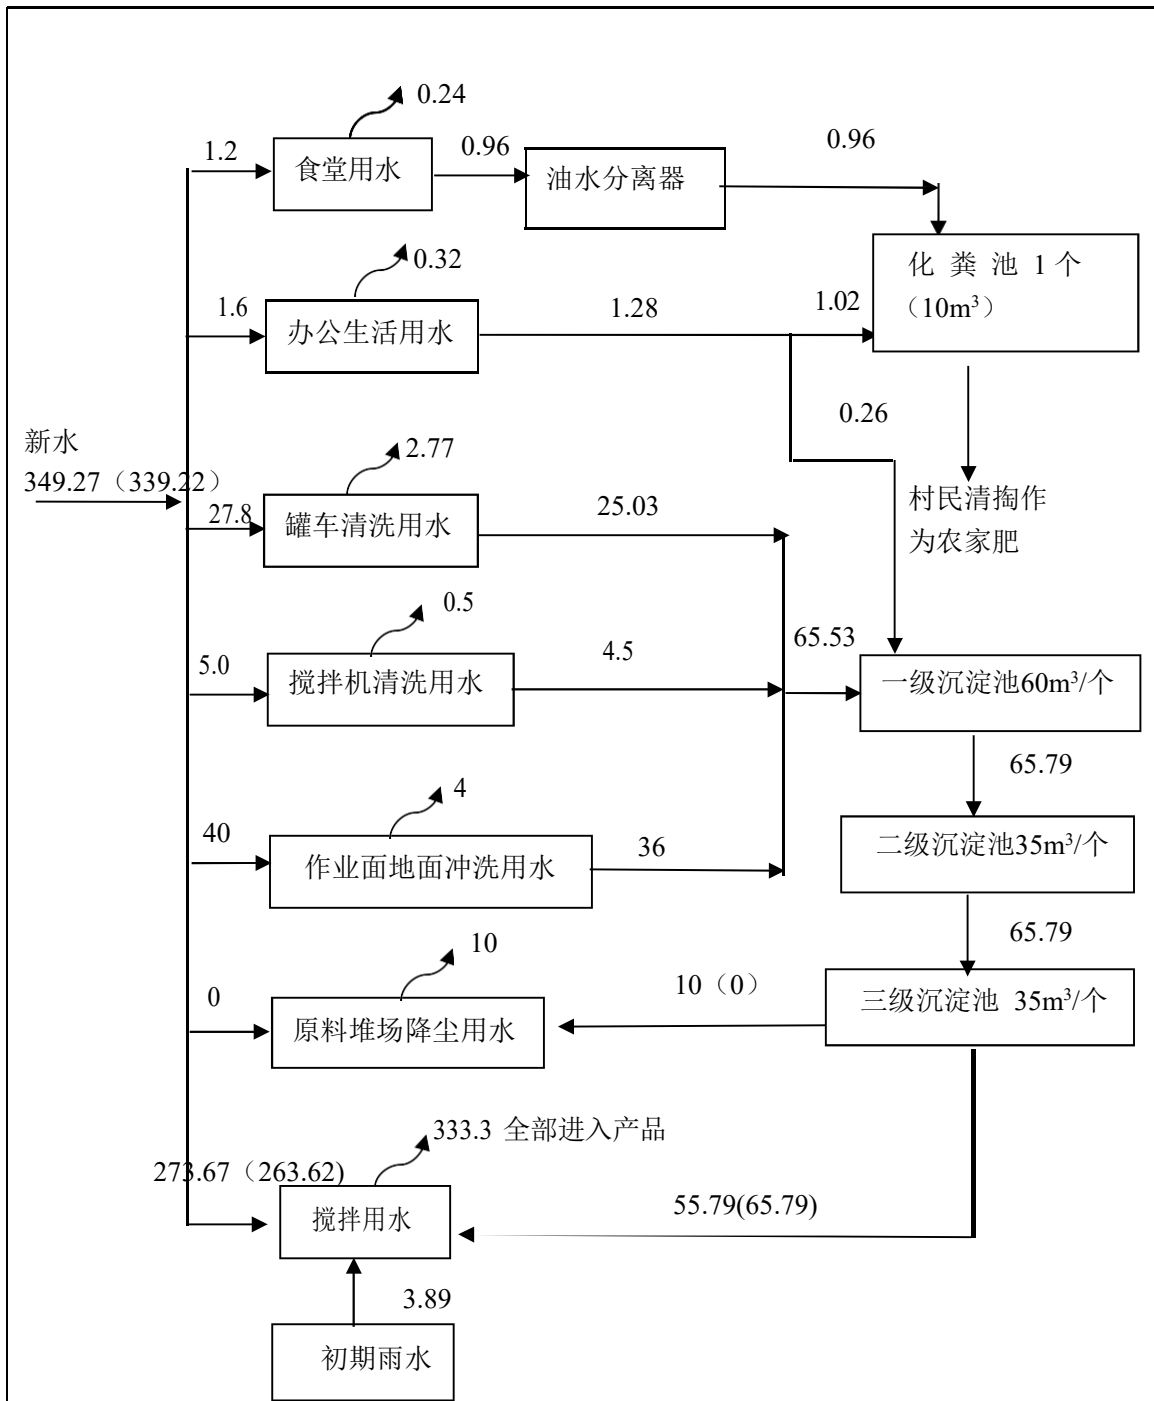 0.24
1.2
食堂用水
0.96
油水分离器
0.96
化 粪 池 1个
（10m³）
0.32
1.6
办公生活用水
1.28
1.02
0.26
新水
349.27（339.22）
村民清掏作
为农家肥
2.77
27.8
罐车清洗用水
25.03
0.5
5.0
搅拌机清洗用水
4.5
65.53
一级沉淀池60m³/个
65.79
4
40
作业面地面冲洗用水
36
二级沉淀池35m³/个
65.79
10
0
原料堆场降尘用水
10（0）
三级沉淀池 35m³/个
333.3 全部进入产品
273.67（263.62)
搅拌用水
55.79(65.79)
3.89
初期雨水